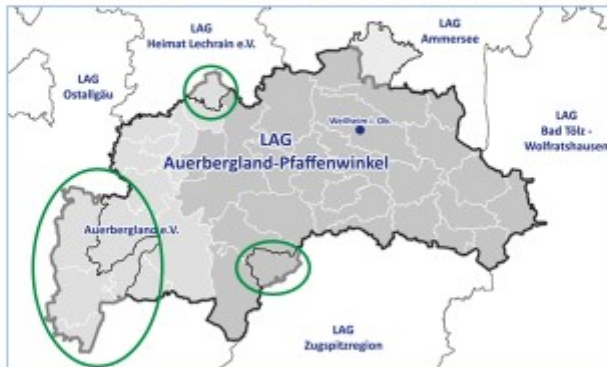 LAG
Heimat Lechrain e.V.
LAG
Ammersee
LAG
Ostallgäu
LAG
Bad Tölz -
Wolfratshausen
Weilheim i. Ob.
LAG
Auerbergland-Pfaffenwinkel
Auerbergland e.V.
LAG
Zugspitzregion